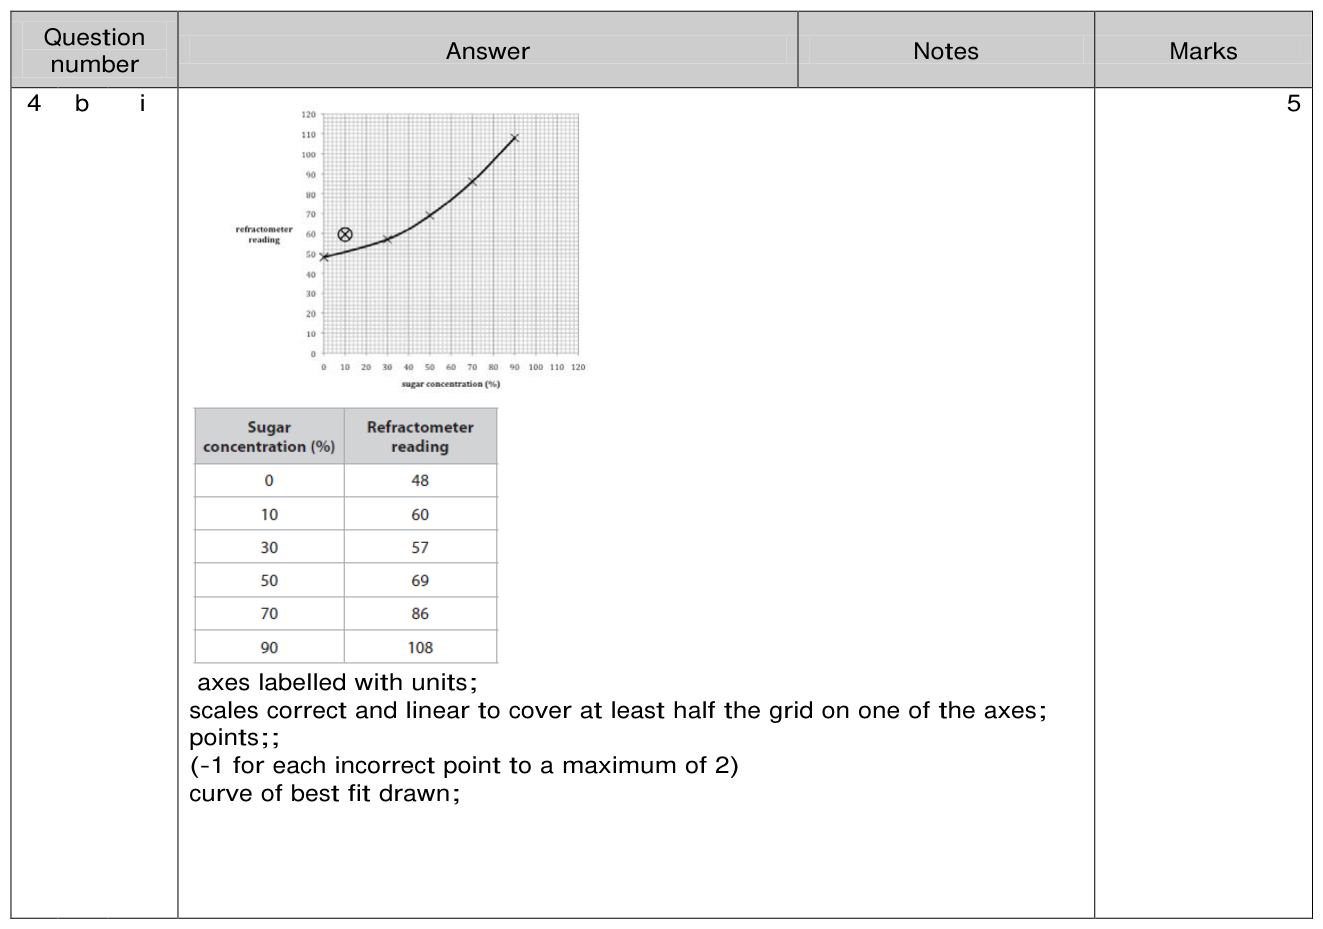 Question
number
Answer
Notes
Marks
4 b i
5
120
110
100
90
80
70
60
50
40
30
20
10
0
refractometer
reading
0 10 20 30 40 50 60 70 80 90 100 110 120
sugar concentration (%)
Sugar
concentration (%)
Refractometer
reading
0 48
10 60
30 57
50 69
70 86
90 108
axes labelled with units;
scales correct and linear to cover at least half the grid on one of the axes;
points;;
(-1 for each incorrect point to a maximum of 2)
curve of best fit drawn;